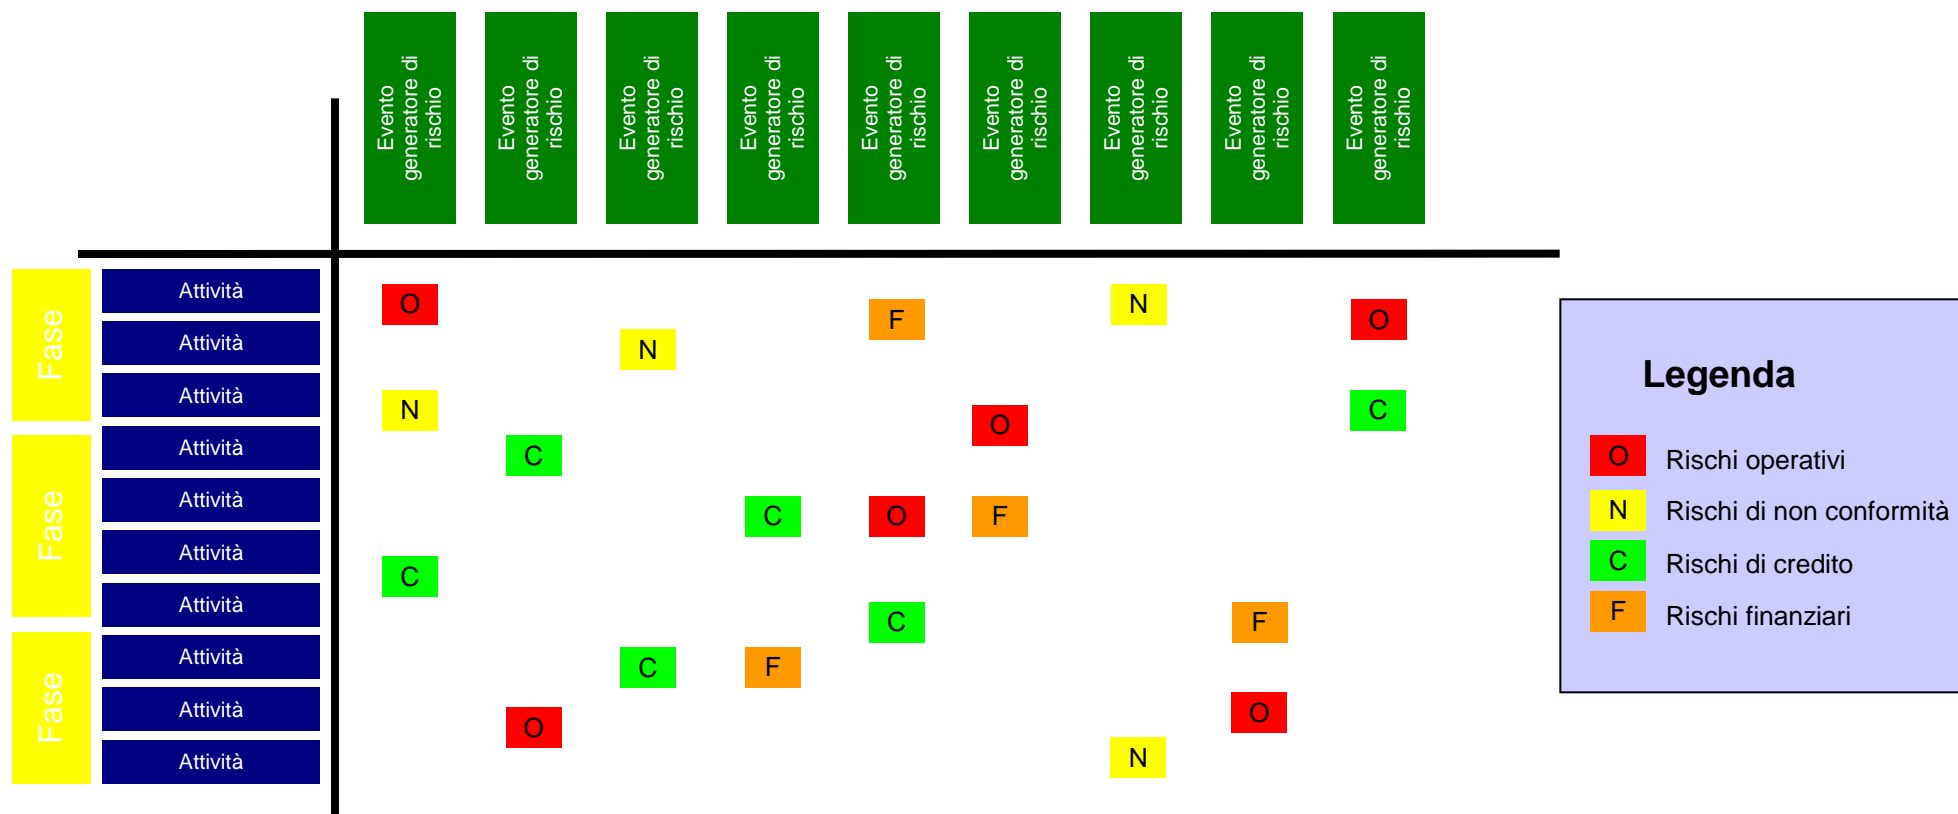 Evento
generatore di
rischio
Evento
generatore di
rischio
Evento
generatore di
rischio
Evento
generatore di
rischio
Evento
generatore di
rischio
Evento
generatore di
rischio
Evento
generatore di
rischio
Evento
generatore di
rischio
Evento
generatore di
rischio
Fase
Attività
Attività
Attività
Fase
Attività
Attività
Attività
Attività
Fase
Attività
Attività
Attività
O
N
F
O
N
N
C
O
C
C
O
F
C
C
F
C
F
O
O
N
Legenda
O Rischi operativi
N Rischi di non conformità
C Rischi di credito
F Rischi finanziari